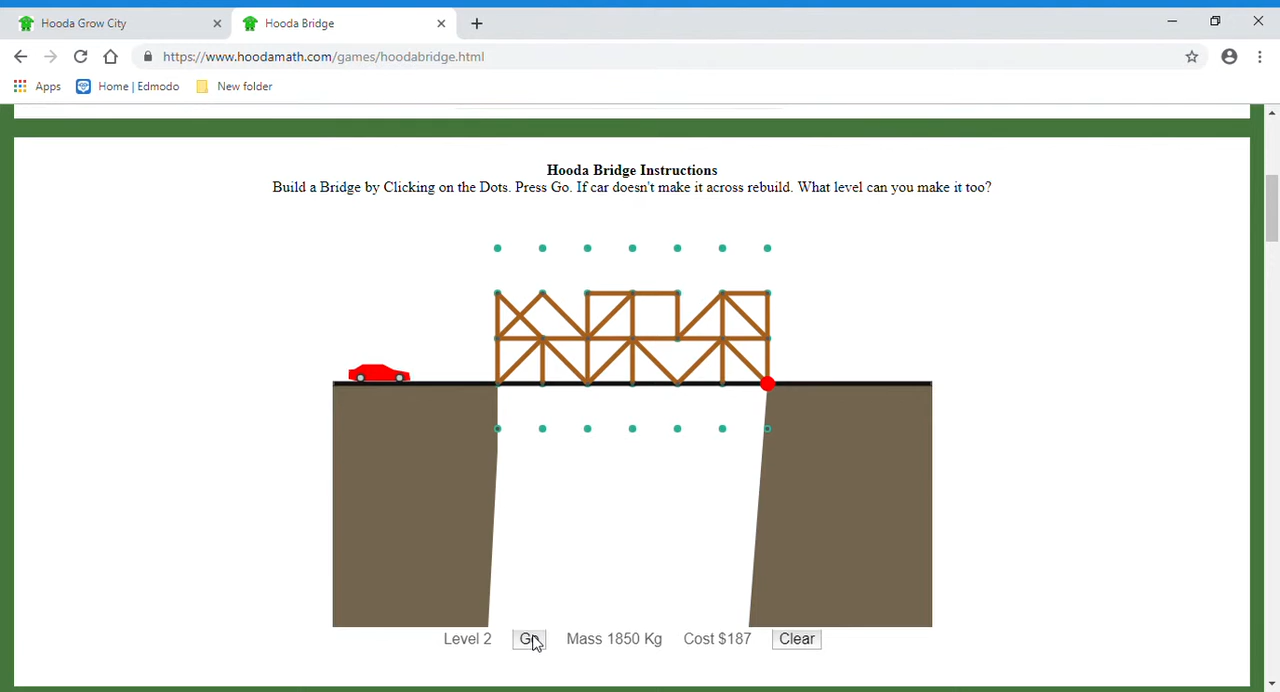 Hooda Grow City
Hooda Bridge
https://www.hoodamath.com/games/hoodabridge.html
Apps
Home | Edmodo
New folder
Hooda Bridge Instructions
Build a Bridge by Clicking on the Dots. Press Go. If car doesn't make it across rebuild. What level can you make it too?
Level 2 Go Mass 1850 Kg Cost $187 Clear